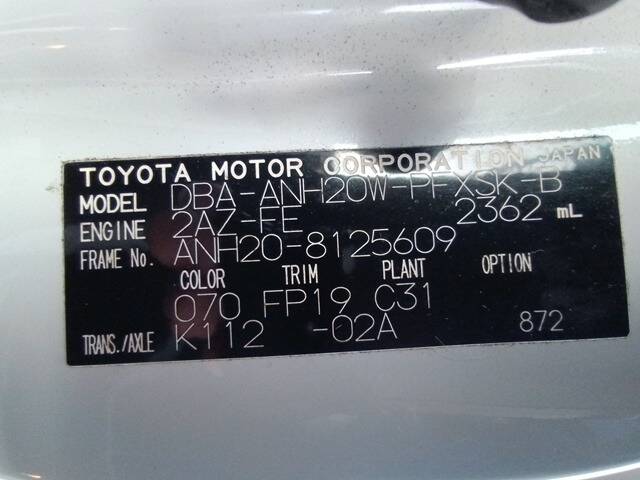 TOYOTA MOTOR CORPORATION JAPAN
MODEL DBA-ANH20W-PFXSK-B
ENGINE 2AZ-FE 2362 mL
FRAME No. ANH20-8125609
COLOR TRIM PLANT OPTION
070 FP19 C31
TRANS./AXLE K112 -02A 872